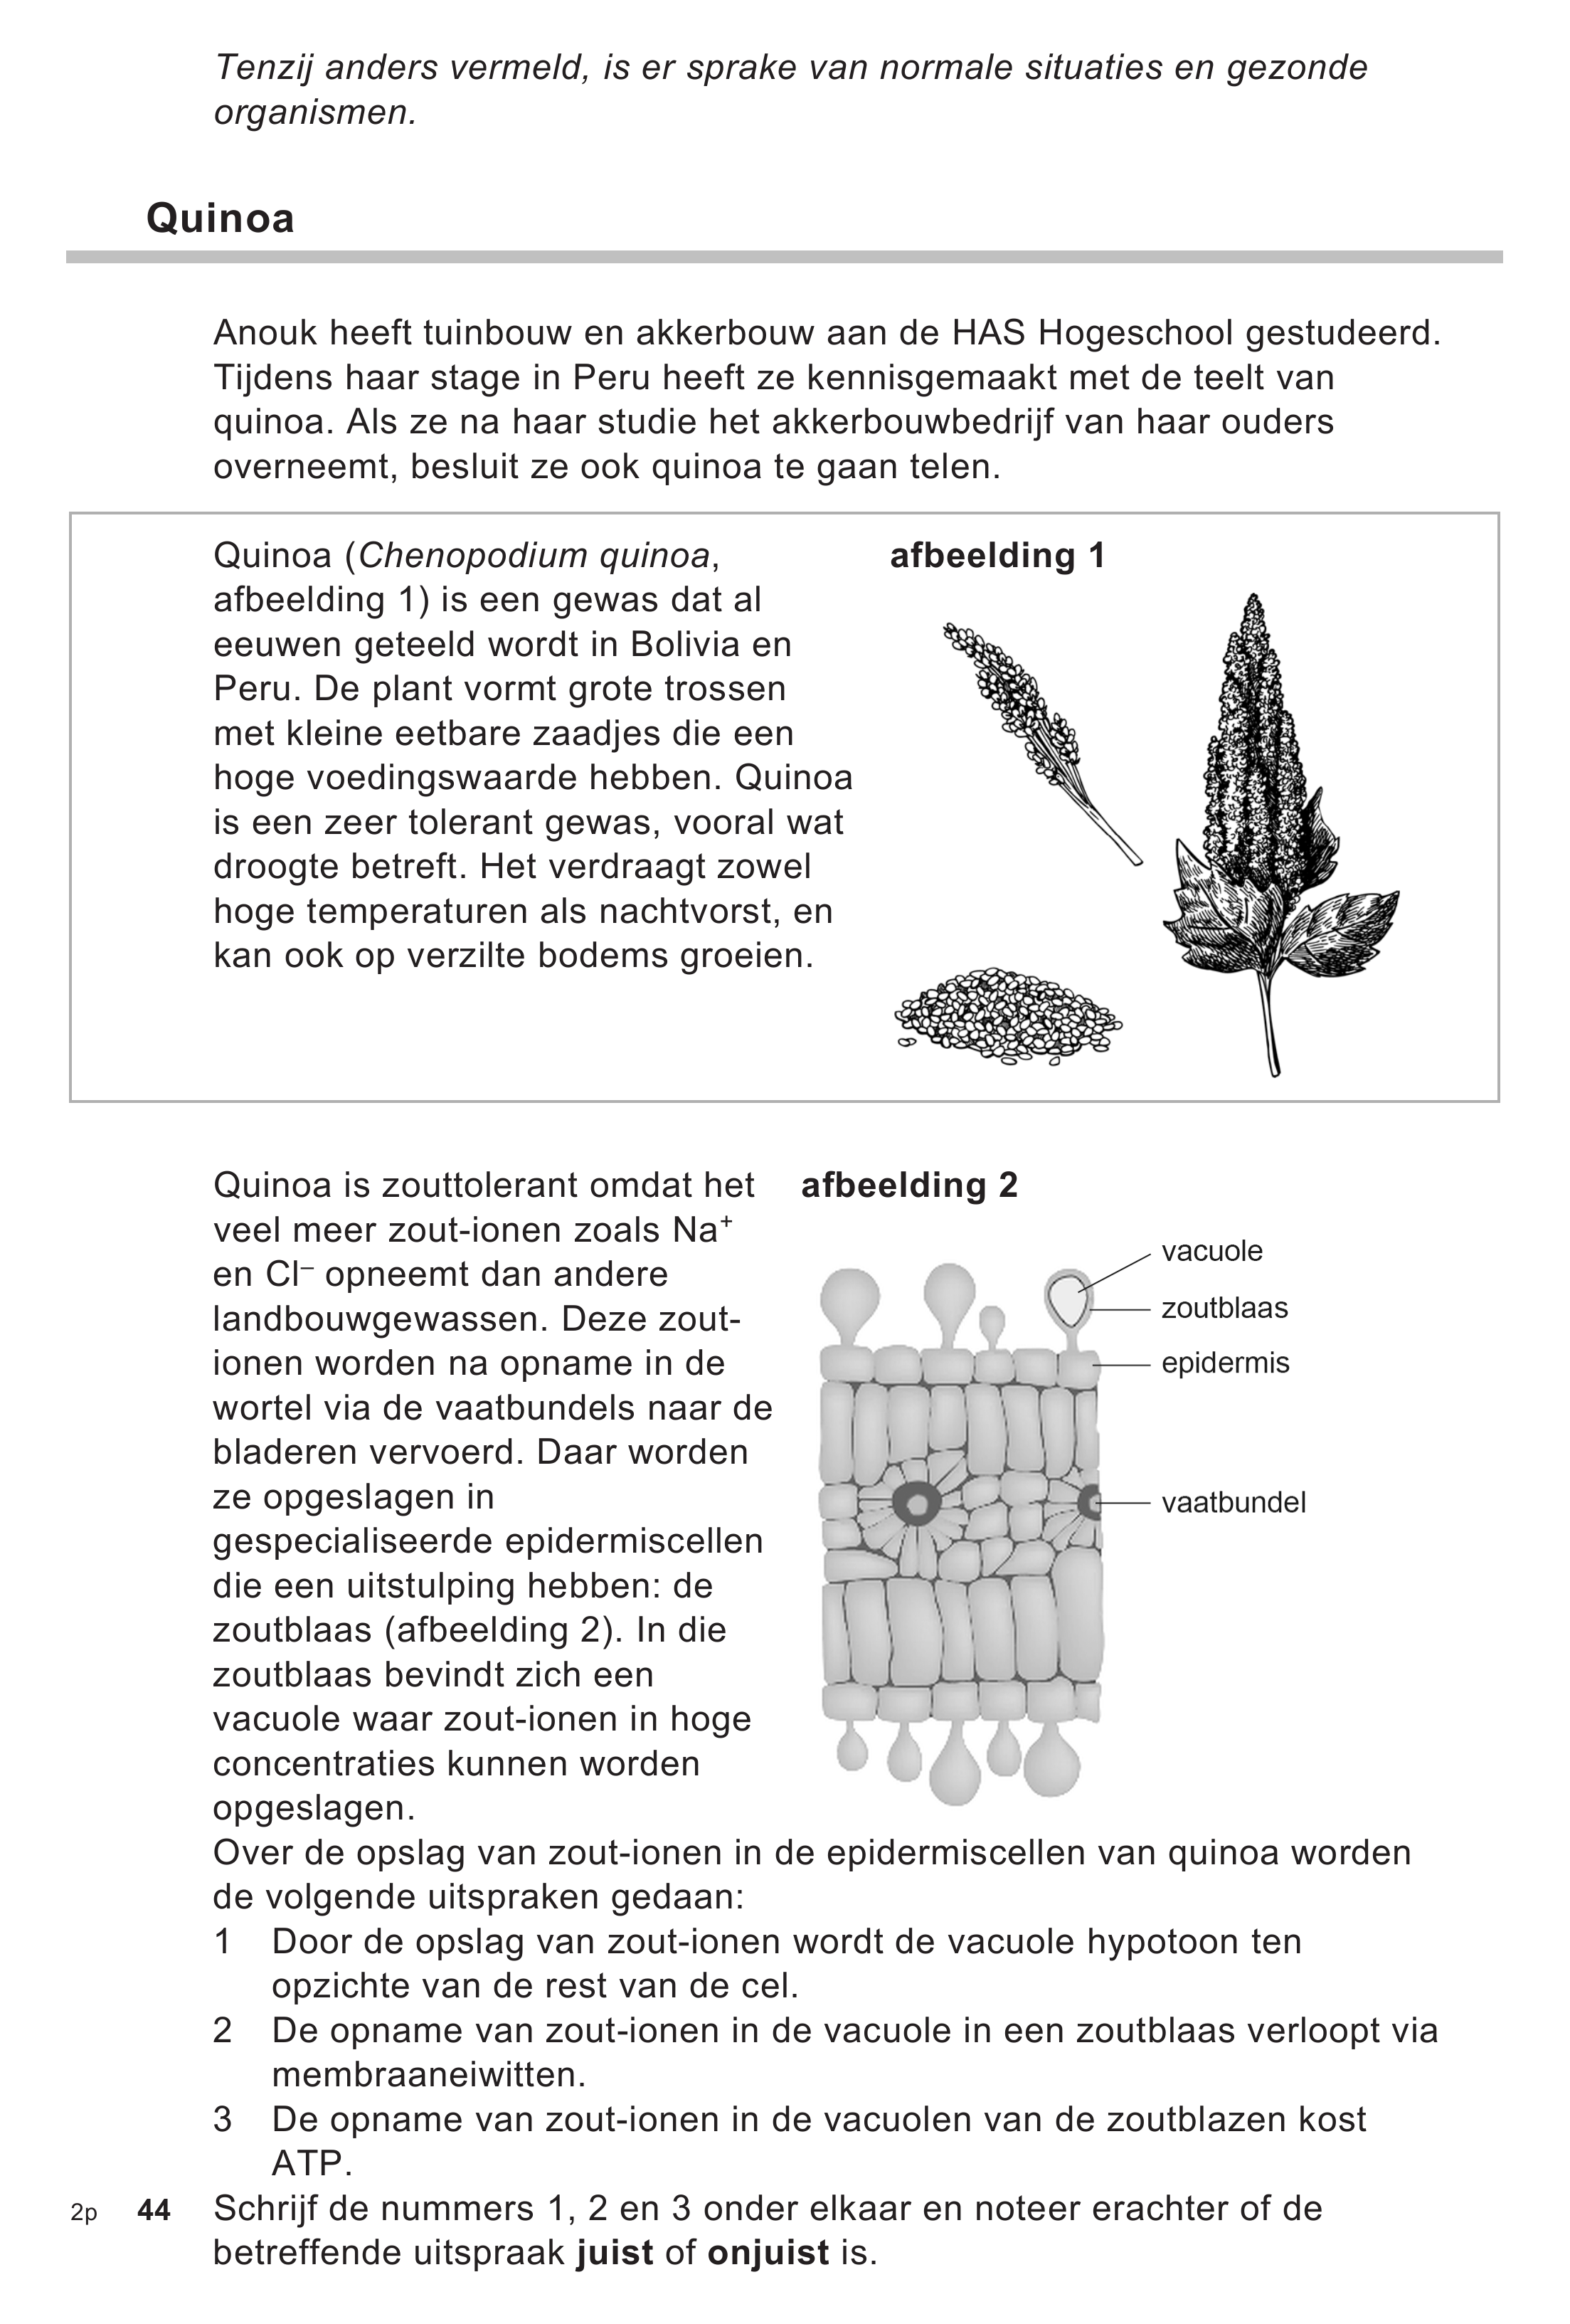 Tenzij anders vermeld, is er sprake van normale situaties en gezonde
organismen.
Quinoa
Anouk heeft tuinbouw en akkerbouw aan de HAS Hogeschool gestudeerd.
Tijdens haar stage in Peru heeft ze kennisgemaakt met de teelt van
quinoa. Als ze na haar studie het akkerbouwbedrijf van haar ouders
overneemt, besluit ze ook quinoa te gaan telen.
Quinoa (Chenopodium quinoa,
afbeelding 1) is een gewas dat al
eeuwen geteeld wordt in Bolivia en
Peru. De plant vormt grote trossen
met kleine eetbare zaadjes die een
hoge voedingswaarde hebben. Quinoa
is een zeer tolerant gewas, vooral wat
droogte betreft. Het verdraagt zowel
hoge temperaturen als nachtvorst, en
kan ook op verzilte bodems groeien.
afbeelding 1
Quinoa is zouttolerant omdat het
veel meer zout-ionen zoals Na⁺
en Cl⁻ opneemt dan andere
landbouwgewassen. Deze zout-
ionen worden na opname in de
wortel via de vaatbundels naar de
bladeren vervoerd. Daar worden
ze opgeslagen in
gespecialiseerde epidermiscellen
die een uitstulping hebben: de
zoutblaas (afbeelding 2). In die
zoutblaas bevindt zich een
vacuole waar zout-ionen in hoge
concentraties kunnen worden
opgeslagen.
afbeelding 2
vacuole
zoutblaas
epidermis
vaatbundel
Over de opslag van zout-ionen in de epidermiscellen van quinoa worden
de volgende uitspraken gedaan:
1 Door de opslag van zout-ionen wordt de vacuole hypotoon ten
opzichte van de rest van de cel.
2 De opname van zout-ionen in de vacuole in een zoutblaas verloopt via
membraaneiwitten.
3 De opname van zout-ionen in de vacuolen van de zoutblazen kost
ATP.
2p 44 Schrijf de nummers 1, 2 en 3 onder elkaar en noteer erachter of de
betreffende uitspraak juist of onjuist is.